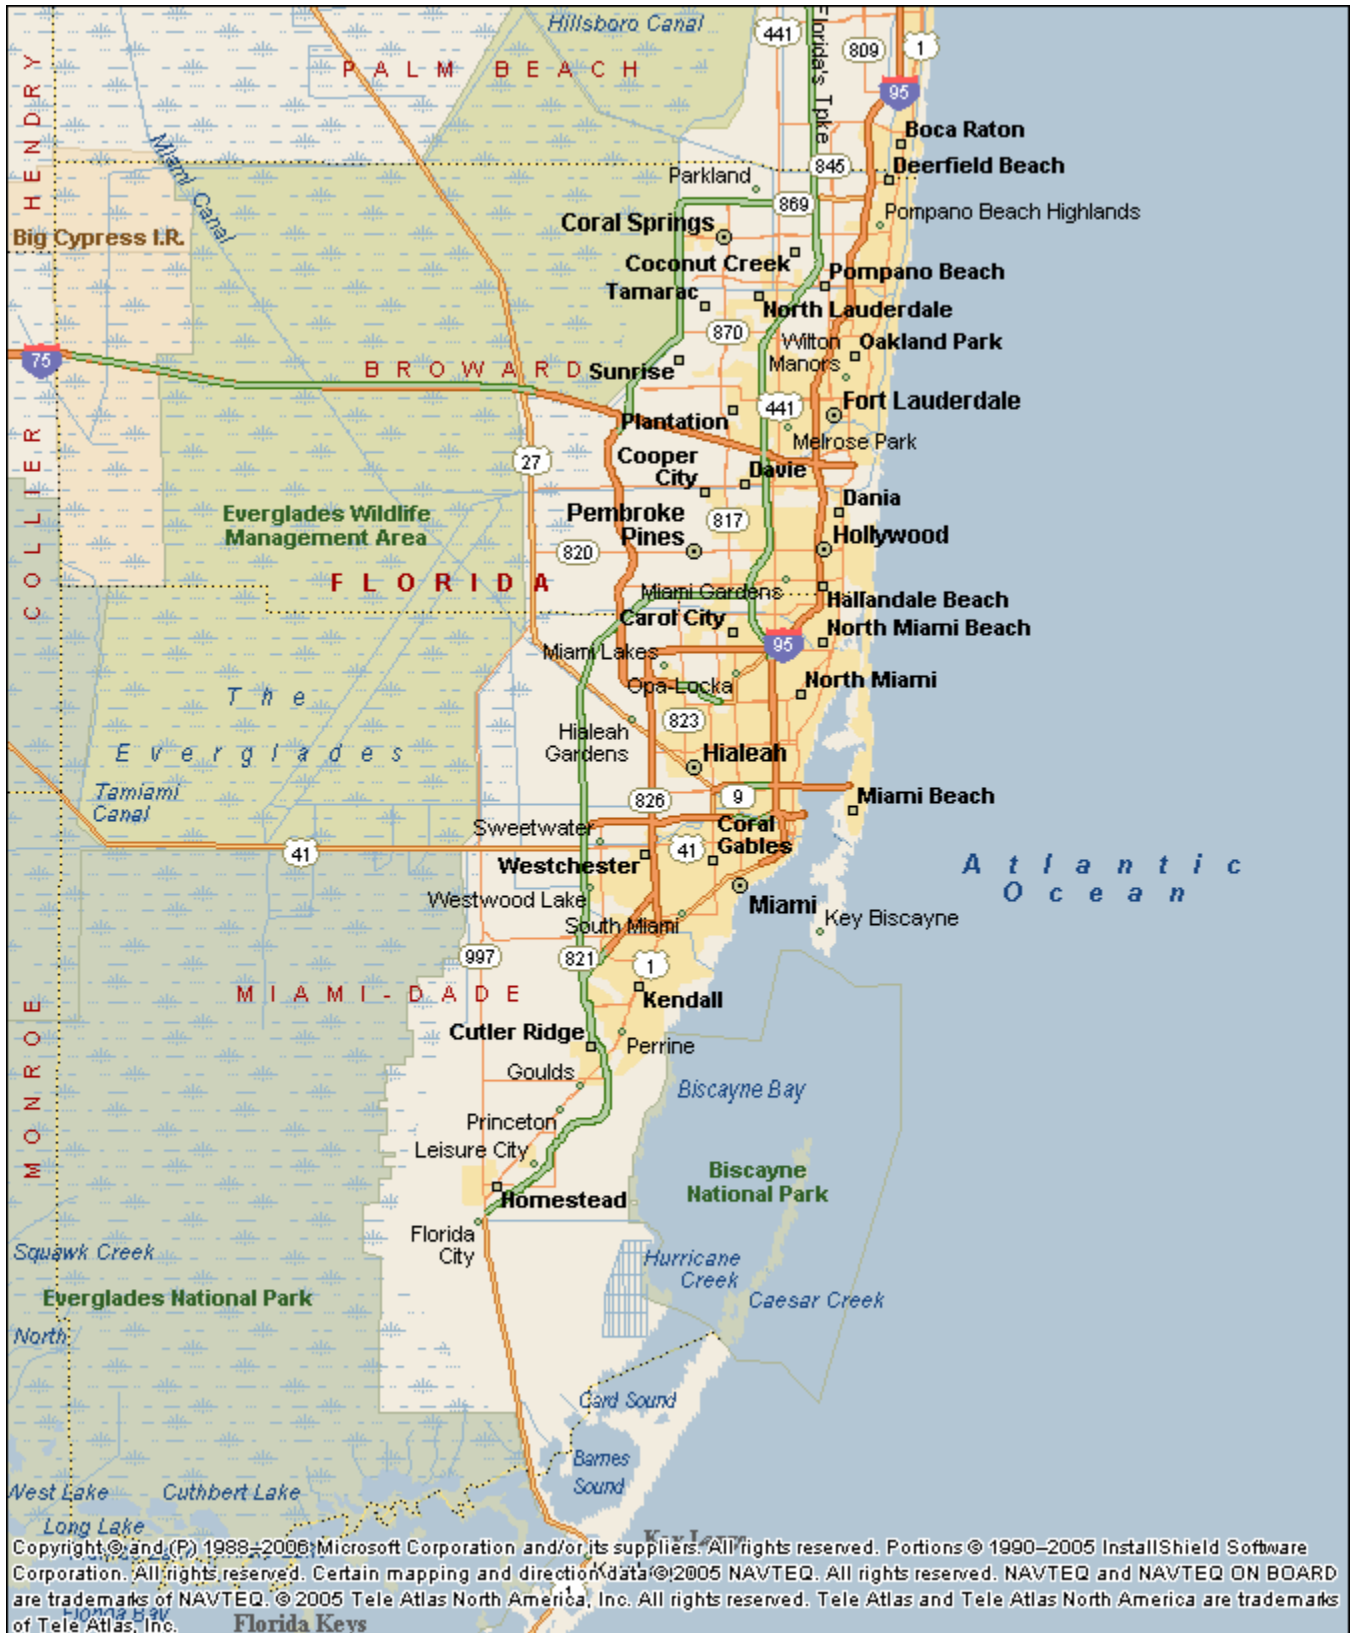 Hillsboro Canal
441
Florida's Tpke
809
1
PALM BEACH
HENDRY
95
Boca Raton
Miami Canal
845
Deerfield Beach
Parkland
869
Pompano Beach Highlands
Coral Springs
Big Cypress I.R.
Coconut Creek
Pompano Beach
Tamarac
North Lauderdale
870
Wilton
Manors
Oakland Park
75
BROWARD
Sunrise
441
Fort Lauderdale
Plantation
COLLIER
Melrose Park
27
Cooper
City
Davie
Dania
Everglades Wildlife
Management Area
Pembroke
Pines
817
Hollywood
820
FLORIDA
Miami Gardens
Hallandale Beach
Carol City
North Miami Beach
95
Miami Lakes
Opa-Locka
North Miami
The
Everglades
823
Hialeah
Gardens
Hialeah
Tamiami
Canal
826
9
Miami Beach
Sweetwater
Coral
Gables
41
41
Westchester
Atlantic
Ocean
Westwood Lake
Miami
South Miami
Key Biscayne
997
821
1
MIAMI-DADE
Kendall
MONROE
Cutler Ridge
Perrine
Goulds
Biscayne Bay
Princeton
Leisure City
Biscayne
National Park
Homestead
Florida
City
Squawk Creek
Hurricane
Creek
Everglades National Park
Caesar Creek
North
Card Sound
Barnes
Sound
West Lake
Cuthbert Lake
Long Lake
Copyright © and (P) 1988–2006 Microsoft Corporation and/or its suppliers. All rights reserved. Portions © 1990–2005 InstallShield Software
Corporation. All rights reserved. Certain mapping and direction data © 2005 NAVTEQ. All rights reserved. NAVTEQ and NAVTEQ ON BOARD
1
are trademarks of NAVTEQ. © 2005 Tele Atlas North America, Inc. All rights reserved. Tele Atlas and Tele Atlas North America are trademarks
Florida Bay
of Tele Atlas, Inc.
Florida Keys